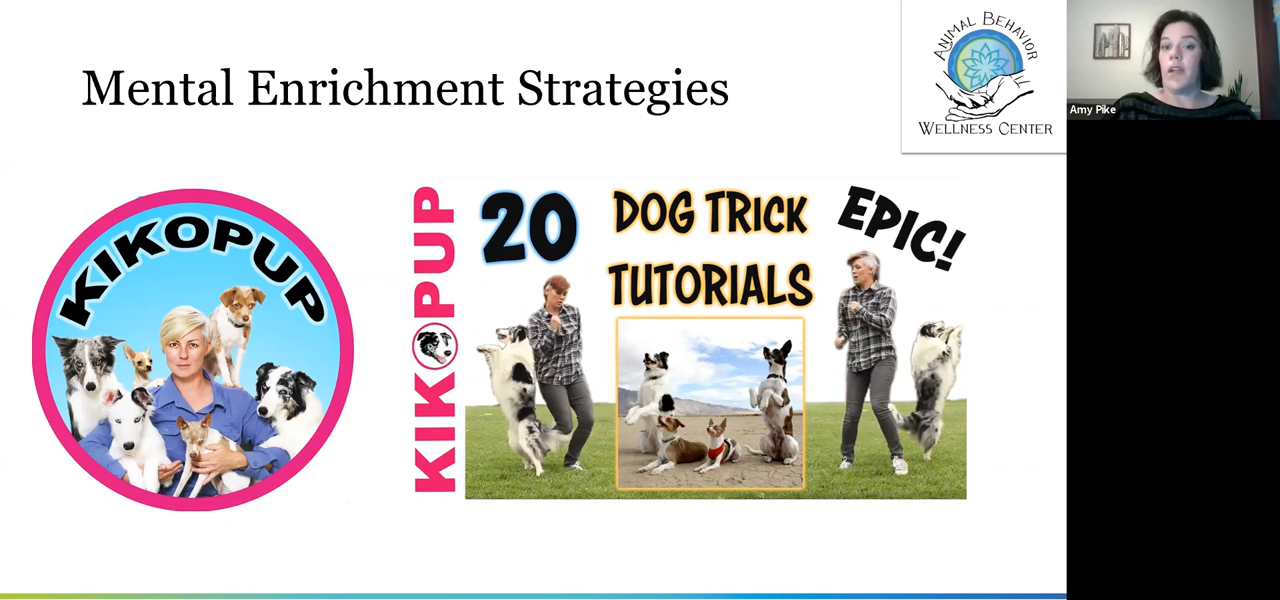 Mental Enrichment Strategies
ANIMAL BEHAVIOR
WELLNESS CENTER
Amy Pike
KIKOPUP
KIKOPUP
20
DOG TRICK
TUTORIALS
EPIC!